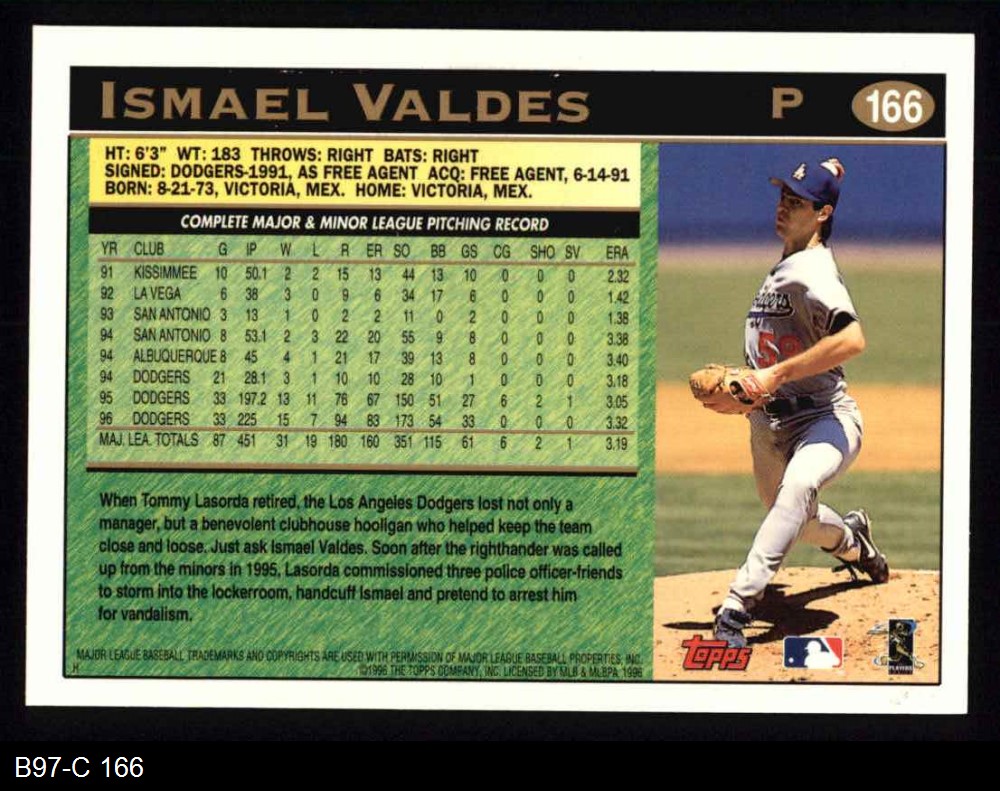 ISMAEL VALDES P 166
HT: 6'3" WT: 183 THROWS: RIGHT BATS: RIGHT
SIGNED: DODGERS-1991, AS FREE AGENT ACQ: FREE AGENT, 6-14-91
BORN: 8-21-73, VICTORIA, MEX. HOME: VICTORIA, MEX.
COMPLETE MAJOR & MINOR LEAGUE PITCHING RECORD
YR CLUB G IP W L R ER SO BB GS CG SHO SV ERA
91 KISSIMMEE 10 50.1 2 2 15 13 44 13 10 0 0 0 2.32
92 LA VEGA 6 38 3 0 9 6 34 17 6 0 0 0 1.42
93 SAN ANTONIO 3 13 1 0 2 2 11 0 2 0 0 0 1.38
94 SAN ANTONIO 8 53.1 2 3 22 20 55 9 8 0 0 0 3.38
94 ALBUQUERQUE 8 45 4 1 21 17 39 13 8 0 0 0 3.40
94 DODGERS 21 28.1 3 1 10 10 28 10 1 0 0 0 3.18
95 DODGERS 33 197.2 13 11 76 67 150 51 27 6 2 1 3.05
96 DODGERS 33 225 15 7 94 83 173 54 33 0 0 0 3.32
MAJ. LEA. TOTALS 87 451 31 19 180 160 351 115 61 6 2 1 3.19
When Tommy Lasorda retired, the Los Angeles Dodgers lost not only a
manager, but a benevolent clubhouse hooligan who helped keep the team
close and loose. Just ask Ismael Valdes. Soon after the righthander was called
up from the minors in 1995, Lasorda commissioned three police officer-friends
to storm into the lockerroom, handcuff Ismael and pretend to arrest him
for vandalism.
MAJOR LEAGUE BASEBALL TRADEMARKS AND COPYRIGHTS ARE USED WITH PERMISSION OF MAJOR LEAGUE BASEBALL PROPERTIES, INC.
H ©1996 THE TOPPS COMPANY, INC. LICENSED BY MLB & MLBPA 1996
LA
59
TOPPS
PLAYERS
B97-C 166